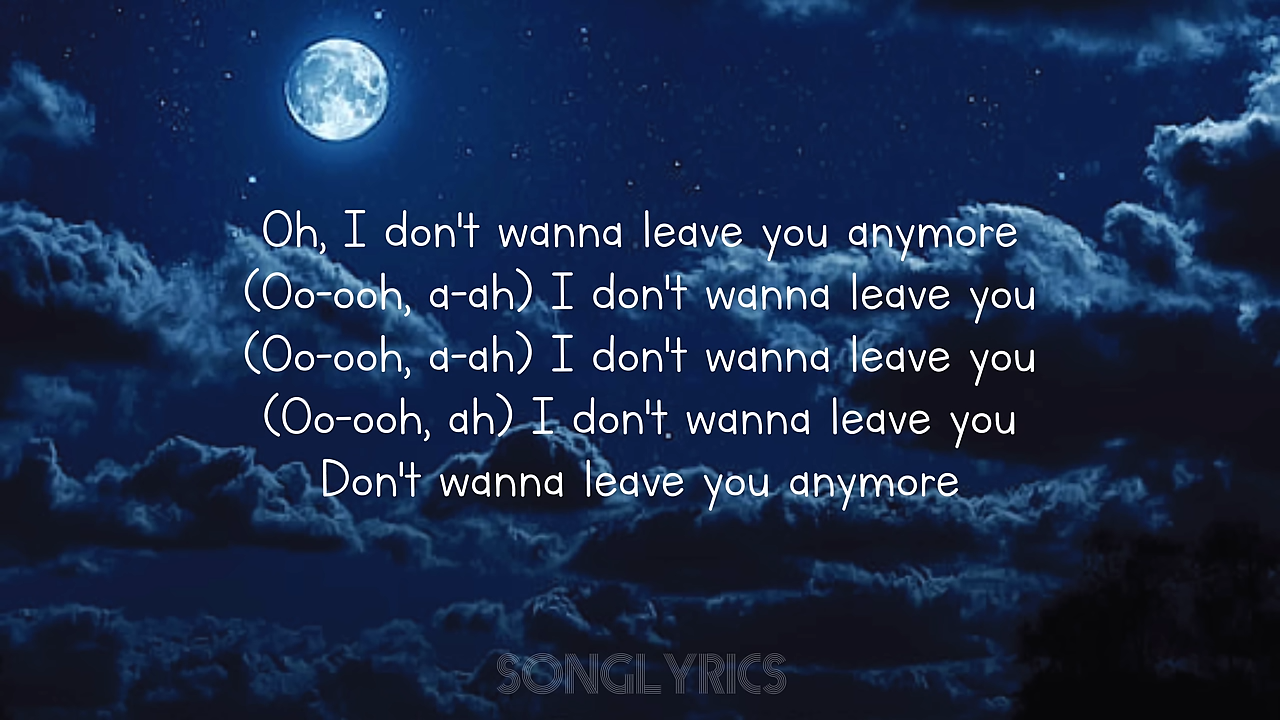 Oh, I don't wanna leave you anymore
(Oo-ooh, a-ah) I don't wanna leave you
(Oo-ooh, a-ah) I don't wanna leave you
(Oo-ooh, ah) I don't wanna leave you
Don't wanna leave you anymore
SONGLYRICS